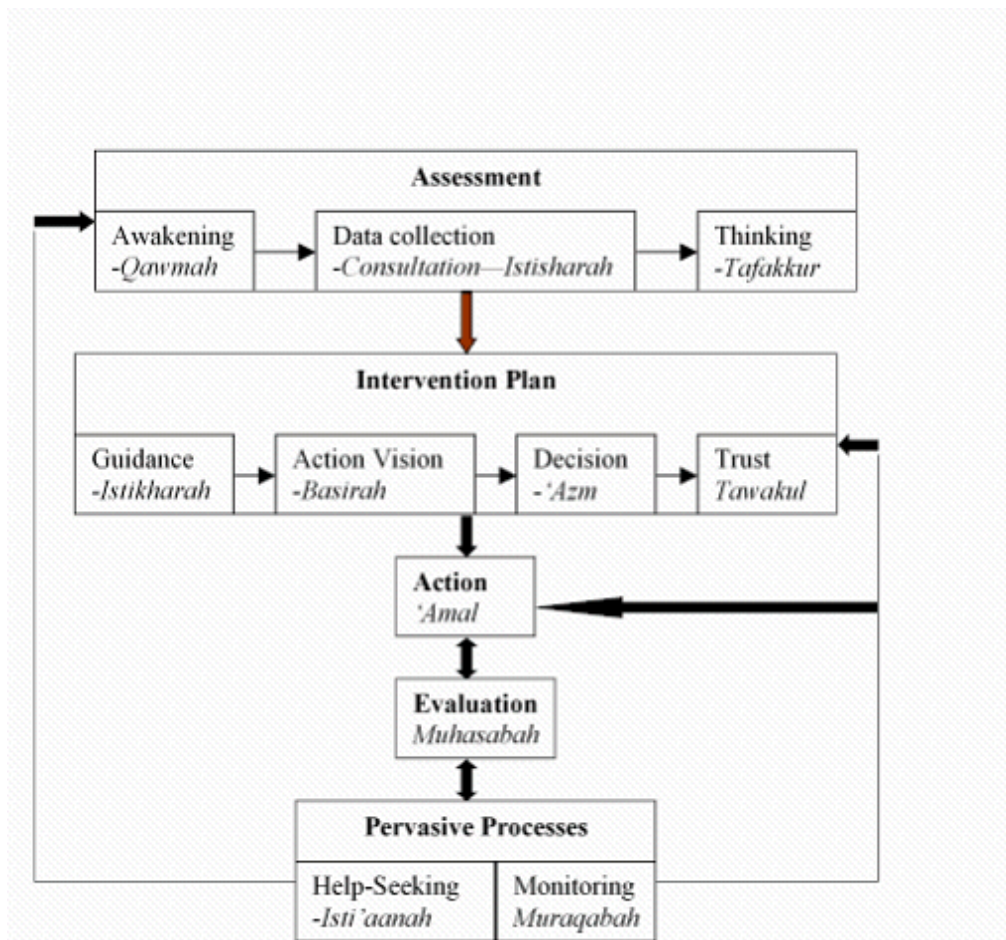 Assessment
Awakening
-Qawmah
Data collection
-Consultation—Istisharah
Thinking
-Tafakkur
Intervention Plan
Guidance
-Istikharah
Action Vision
-Basirah
Decision
-‘Azm
Trust
Tawakul
Action
‘Amal
Evaluation
Muhasabah
Pervasive Processes
Help-Seeking
-Isti’aanah
Monitoring
Muraqabah